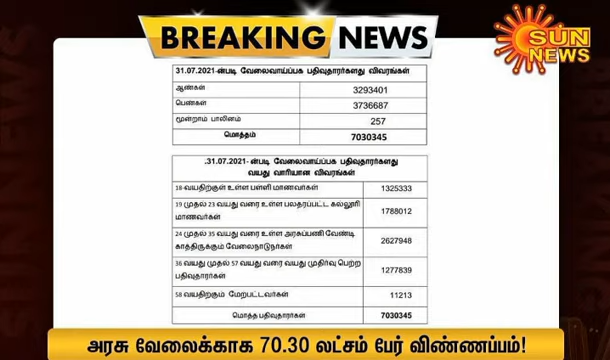 BREAKING NEWS
SUN
NEWS
31.07.2021-ன்படி வேலைவாய்ப்பக பதிவுதாரர்களது விவரங்கள்
ஆண்கள் 3293401
பெண்கள் 3736687
மூன்றாம் பாலினம் 257
மொத்தம் 7030345
.31.07.2021- ன்படி வேலைவாய்ப்பக பதிவுதாரர்களது
வயது வாரியான விவரங்கள்
18-வயதிற்குள் உள்ள பள்ளி மாணவர்கள் 1325333
19 முதல் 23 வயது வரை உள்ள பலதரப்பட்ட கல்லூரி
மாணவர்கள் 1788012
24 முதல் 35 வயது வரை உள்ள அரசுப்பணி வேண்டி
காத்திருக்கும் வேலைநாடுநர்கள் 2627948
36 வயது முதல் 57 வயது வரை வயது முதிர்வு பெற்ற
பதிவுதாரர்கள் 1277839
58 வயதிற்கும் மேற்பட்டவர்கள் 11213
மொத்த பதிவுதாரர்கள் 7030345
அரசு வேலைக்காக 70.30 லட்சம் பேர் விண்ணப்பம்!